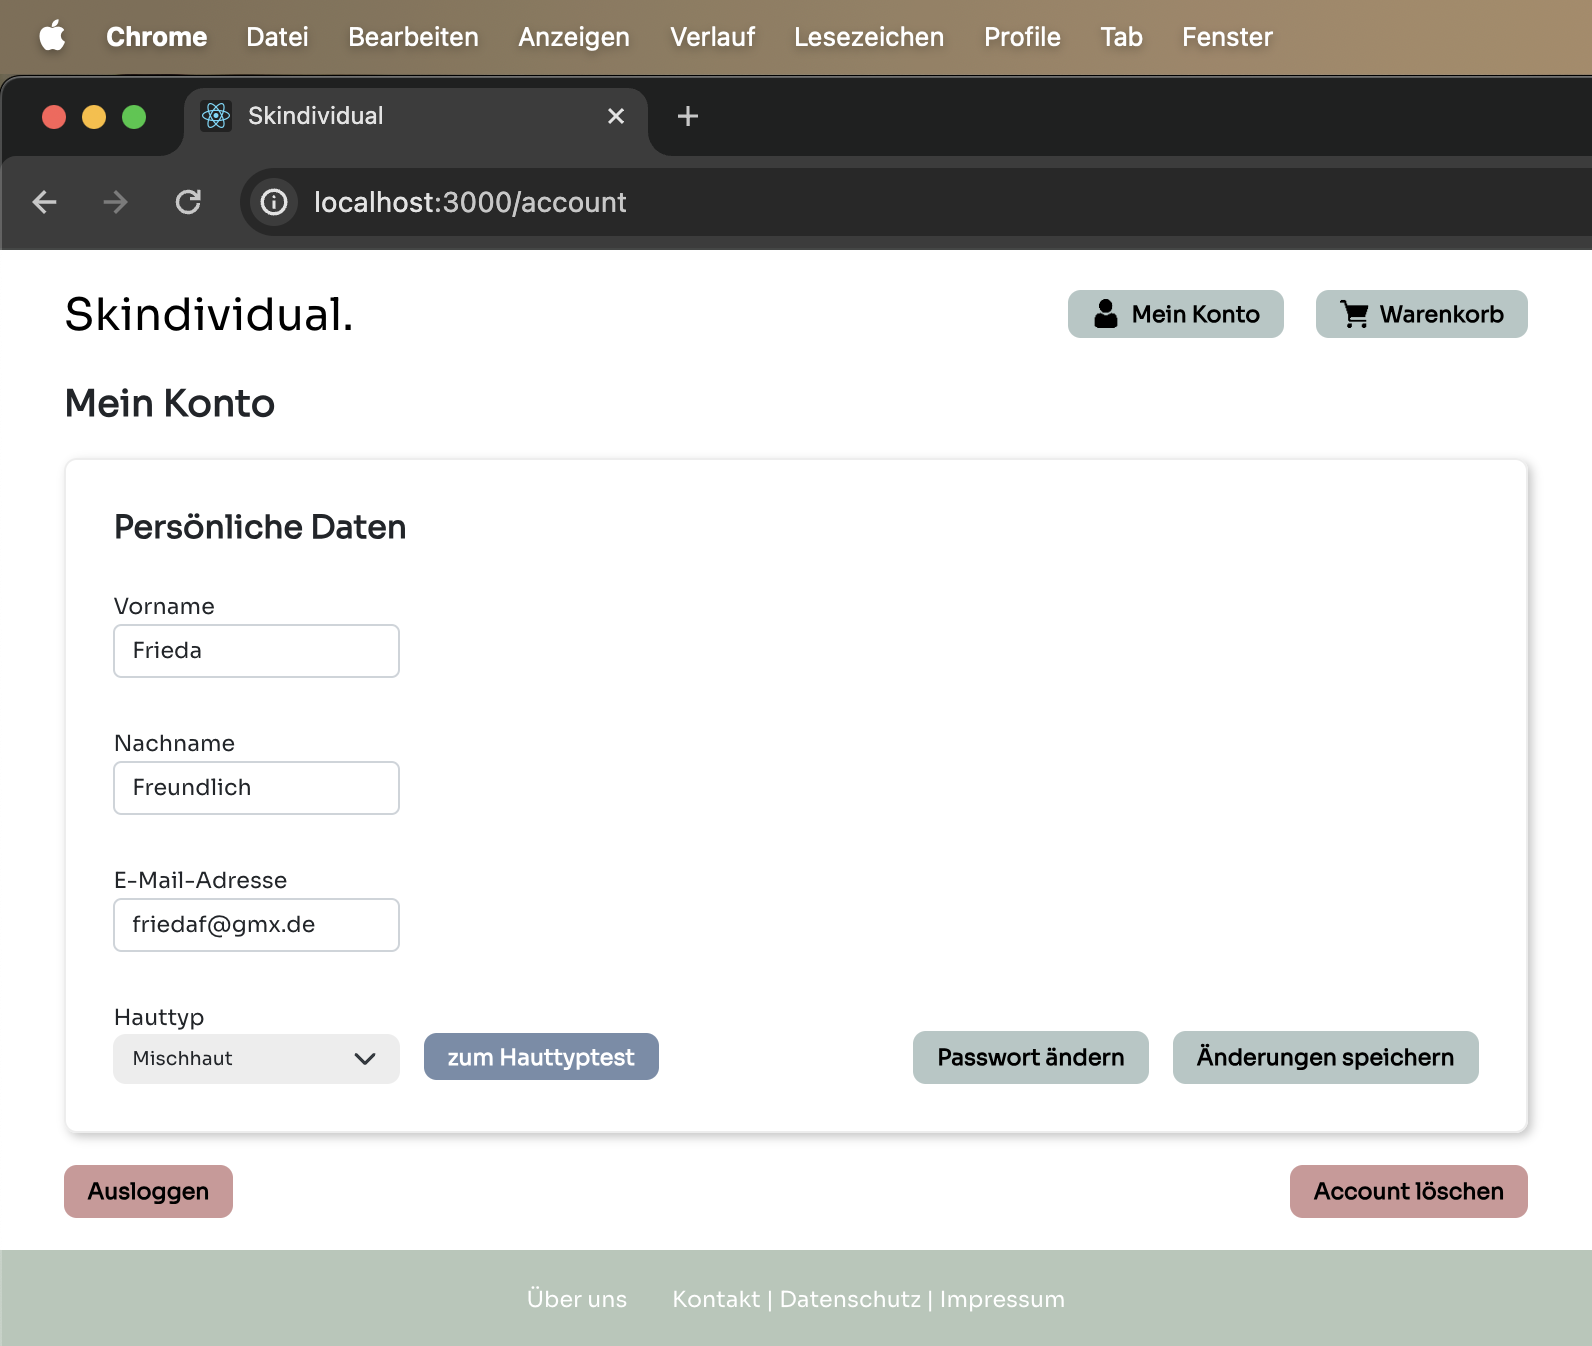 Chrome Datei Bearbeiten Anzeigen Verlauf Lesezeichen Profile Tab Fenster
Skindividual
localhost:3000/account
Skindividual.
Mein Konto Warenkorb
Mein Konto
Persönliche Daten
Vorname
Frieda
Nachname
Freundlich
E-Mail-Adresse
friedaf@gmx.de
Hauttyp
Mischhaut zum Hauttyptest Passwort ändern Änderungen speichern
Ausloggen Account löschen
Über uns Kontakt | Datenschutz | Impressum